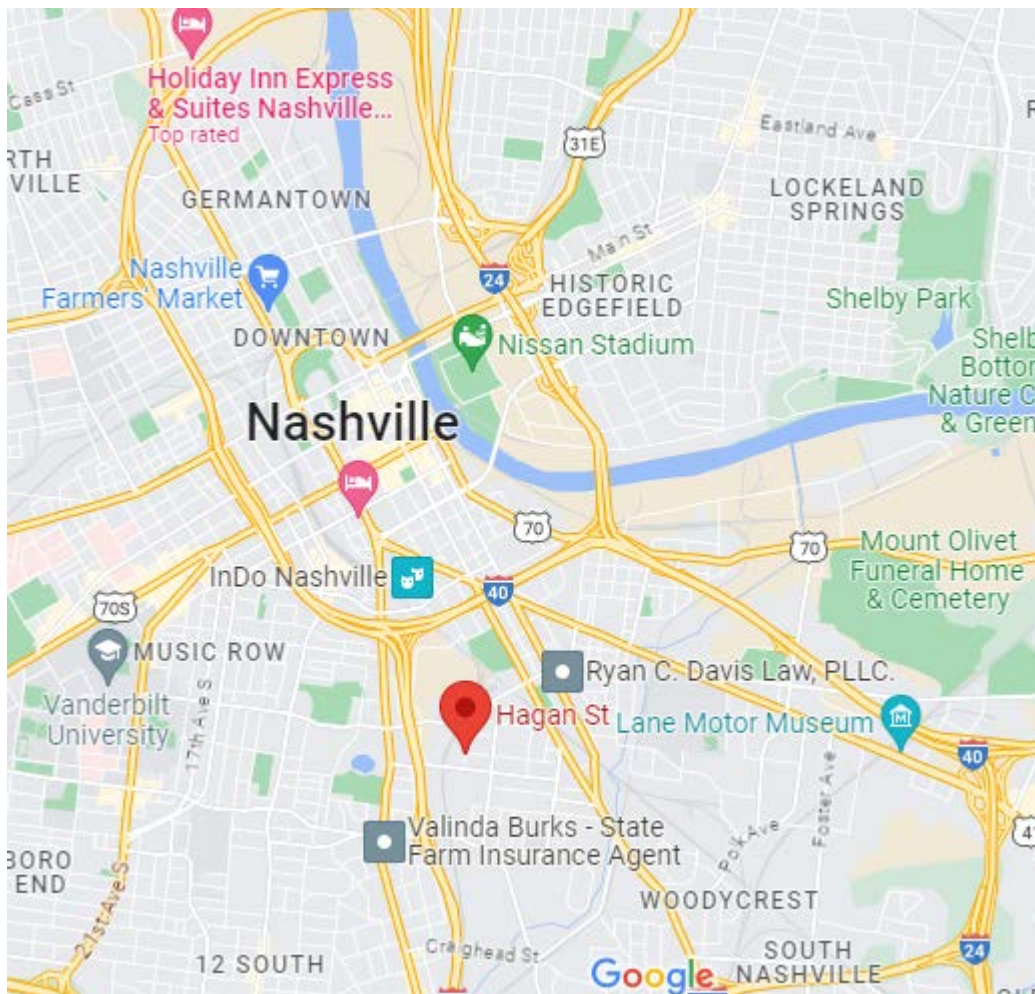 Holiday Inn Express
& Suites Nashville...
Top rated
Cass St
31E
Eastland Ave
RTH
VILLE
GERMANTOWN
LOCKELAND
SPRINGS
Main St
Nashville
Farmers' Market
24
HISTORIC
EDGEFIELD
Shelby Park
DOWNTOWN
Nissan Stadium
Shelb
Botto
Nature C
& Green
Nashville
70
70
Mount Olivet
Funeral Home
& Cemetery
InDo Nashville
40
70S
MUSIC ROW
Ryan C. Davis Law, PLLC.
Vanderbilt
University
17th Ave S
Hagan St
Lane Motor Museum
40
Foster Ave
Valinda Burks - State
Farm Insurance Agent
Polk Ave
BORO
END
21st Ave S
WOODYCREST
Craighead St
12 SOUTH
SOUTH
NASHVILLE
24
Google